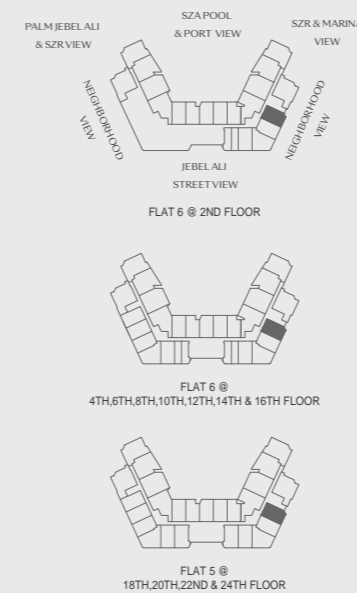 PALM JEBEL ALI
& SZR VIEW
SZA POOL
& PORT VIEW
SZR & MARINA
VIEW
NEIGHBORHOOD
VIEW
NEIGHBORHOOD
VIEW
JEBEL ALI
STREET VIEW
FLAT 6 @ 2ND FLOOR
FLAT 6 @
4TH,6TH,8TH,10TH,12TH,14TH & 16TH FLOOR
FLAT 5 @
18TH,20TH,22ND & 24TH FLOOR